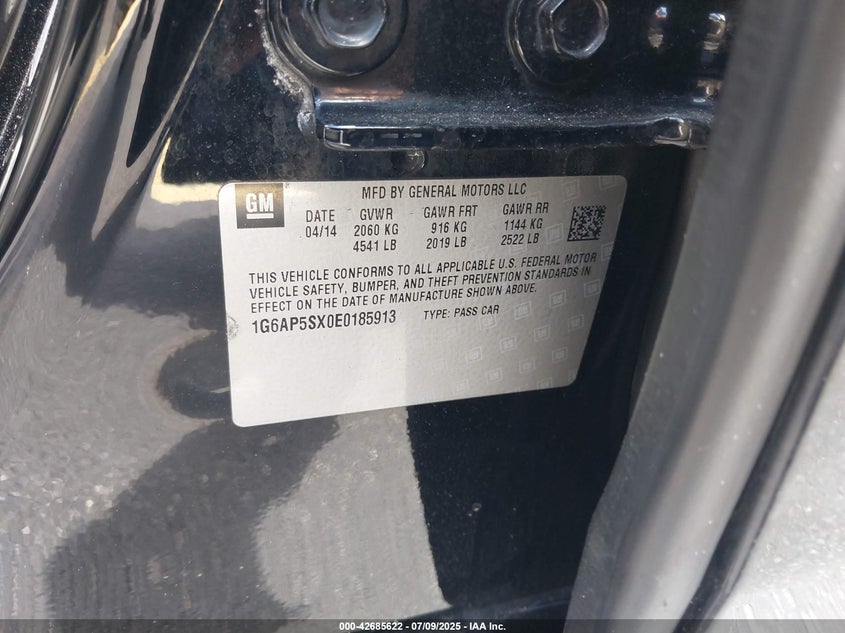 GM
MFD BY GENERAL MOTORS LLC
DATE GVWR GAWR FRT GAWR RR
04/14 2060 KG 916 KG 1144 KG
4541 LB 2019 LB 2522 LB
THIS VEHICLE CONFORMS TO ALL APPLICABLE U.S. FEDERAL MOTOR
VEHICLE SAFETY, BUMPER, AND THEFT PREVENTION STANDARDS IN
EFFECT ON THE DATE OF MANUFACTURE SHOWN ABOVE.
1G6AP5SX0E0185913 TYPE: PASS CAR
000-42685622 - 07/09/2025 - IAA Inc.